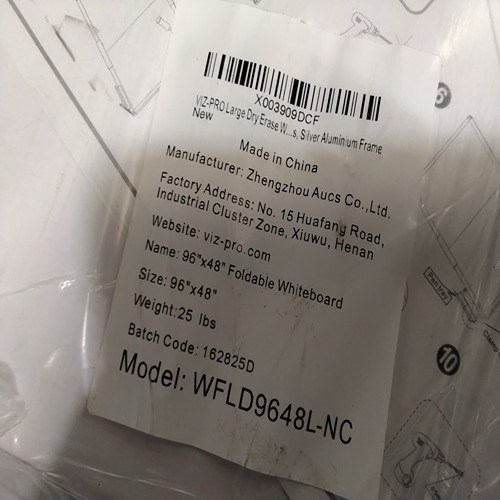 X003909DCF
VIZ-PRO Large Dry Erase W...s, Silver Aluminium Frame
New
Made in China
Manufacturer: Zhengzhou Aucs Co.,Ltd.
Factory Address: No. 15 Huafang Road,
Industrial Cluster Zone, Xiuwu, Henan
Website: viz-pro.com
Name: 96"x48" Foldable Whiteboard
Size: 96"x48"
Weight:25 lbs
Batch Code: 162825D
Model: WFLD9648L-NC
6
10